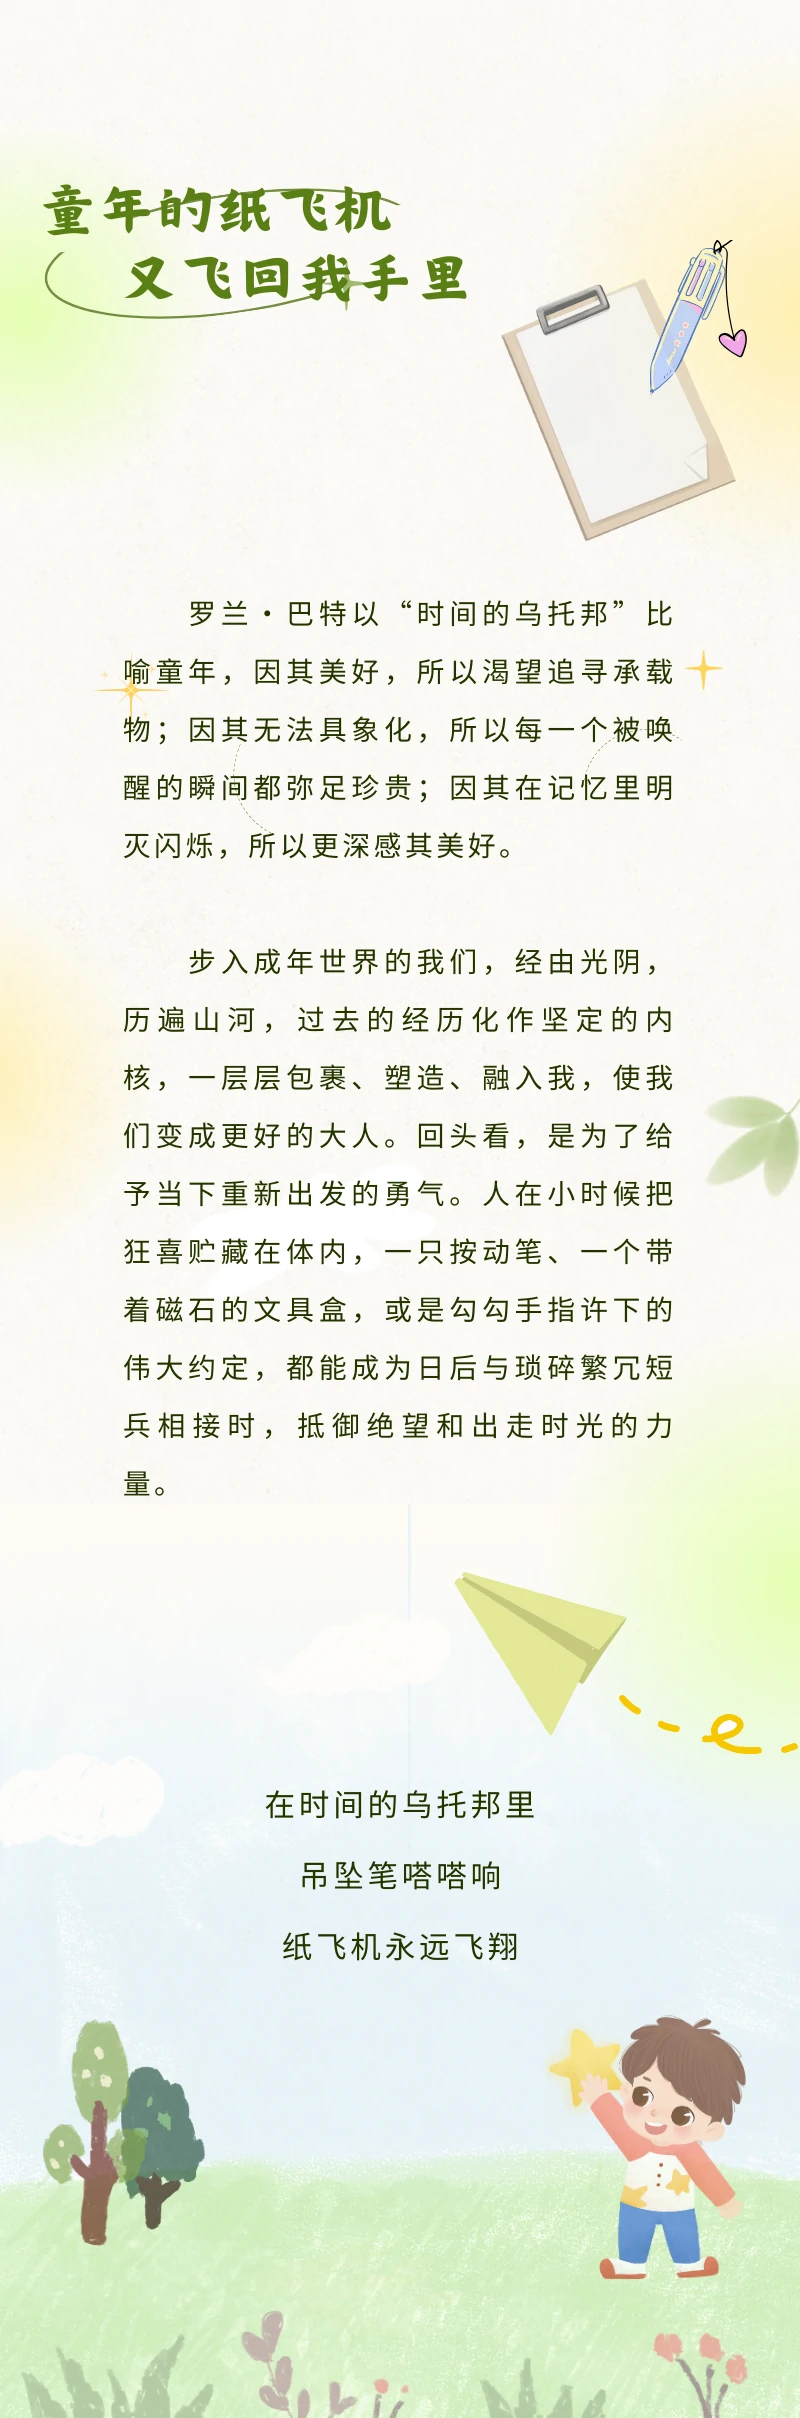 童年的纸飞机
又飞回我手里
罗兰·巴特以“时间的乌托邦”比
喻童年，因其美好，所以渴望追寻承载
物；因其无法具象化，所以每一个被唤
醒的瞬间都弥足珍贵；因其在记忆里明
灭闪烁，所以更深感其美好。
步入成年世界的我们，经由光阴，
历遍山河，过去的经历化作坚定的内
核，一层层包裹、塑造、融入我，使我
们变成更好的大人。回头看，是为了给
予当下重新出发的勇气。人在小时候把
狂喜贮藏在体内，一只按动笔、一个带
着磁石的文具盒，或是勾勾手指许下的
伟大约定，都能成为日后与琐碎繁冗短
兵相接时，抵御绝望和出走时光的力
量。
在时间的乌托邦里
吊坠笔嗒嗒响
纸飞机永远飞翔